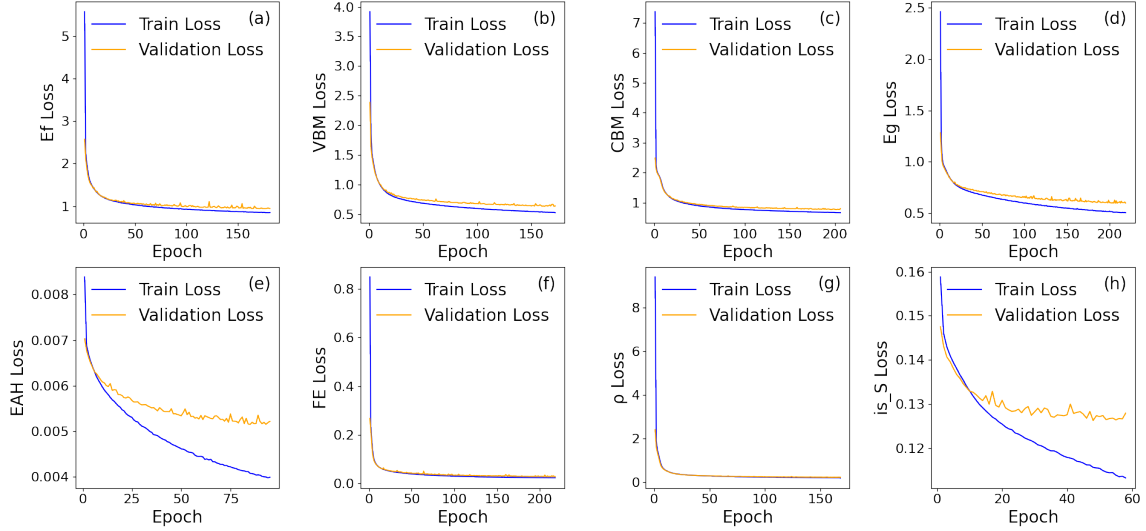 (a)
Train Loss
Validation Loss
Ef Loss
5
4
3
2
1
0 50 100 150
Epoch
(b)
Train Loss
Validation Loss
VBM Loss
4.0
3.5
3.0
2.5
2.0
1.5
1.0
0.5
0 50 100 150
Epoch
(c)
Train Loss
Validation Loss
CBM Loss
7
6
5
4
3
2
1
0 50 100 150 200
Epoch
(d)
Train Loss
Validation Loss
Eg Loss
2.5
2.0
1.5
1.0
0.5
0 50 100 150 200
Epoch
(e)
Train Loss
Validation Loss
EAH Loss
0.008
0.007
0.006
0.005
0.004
0 25 50 75
Epoch
(f)
Train Loss
Validation Loss
FE Loss
0.8
0.6
0.4
0.2
0.0
0 50 100 150 200
Epoch
(g)
Train Loss
Validation Loss
ρ Loss
8
6
4
2
0
0 50 100 150
Epoch
(h)
Train Loss
Validation Loss
is_S Loss
0.16
0.15
0.14
0.13
0.12
0 20 40 60
Epoch